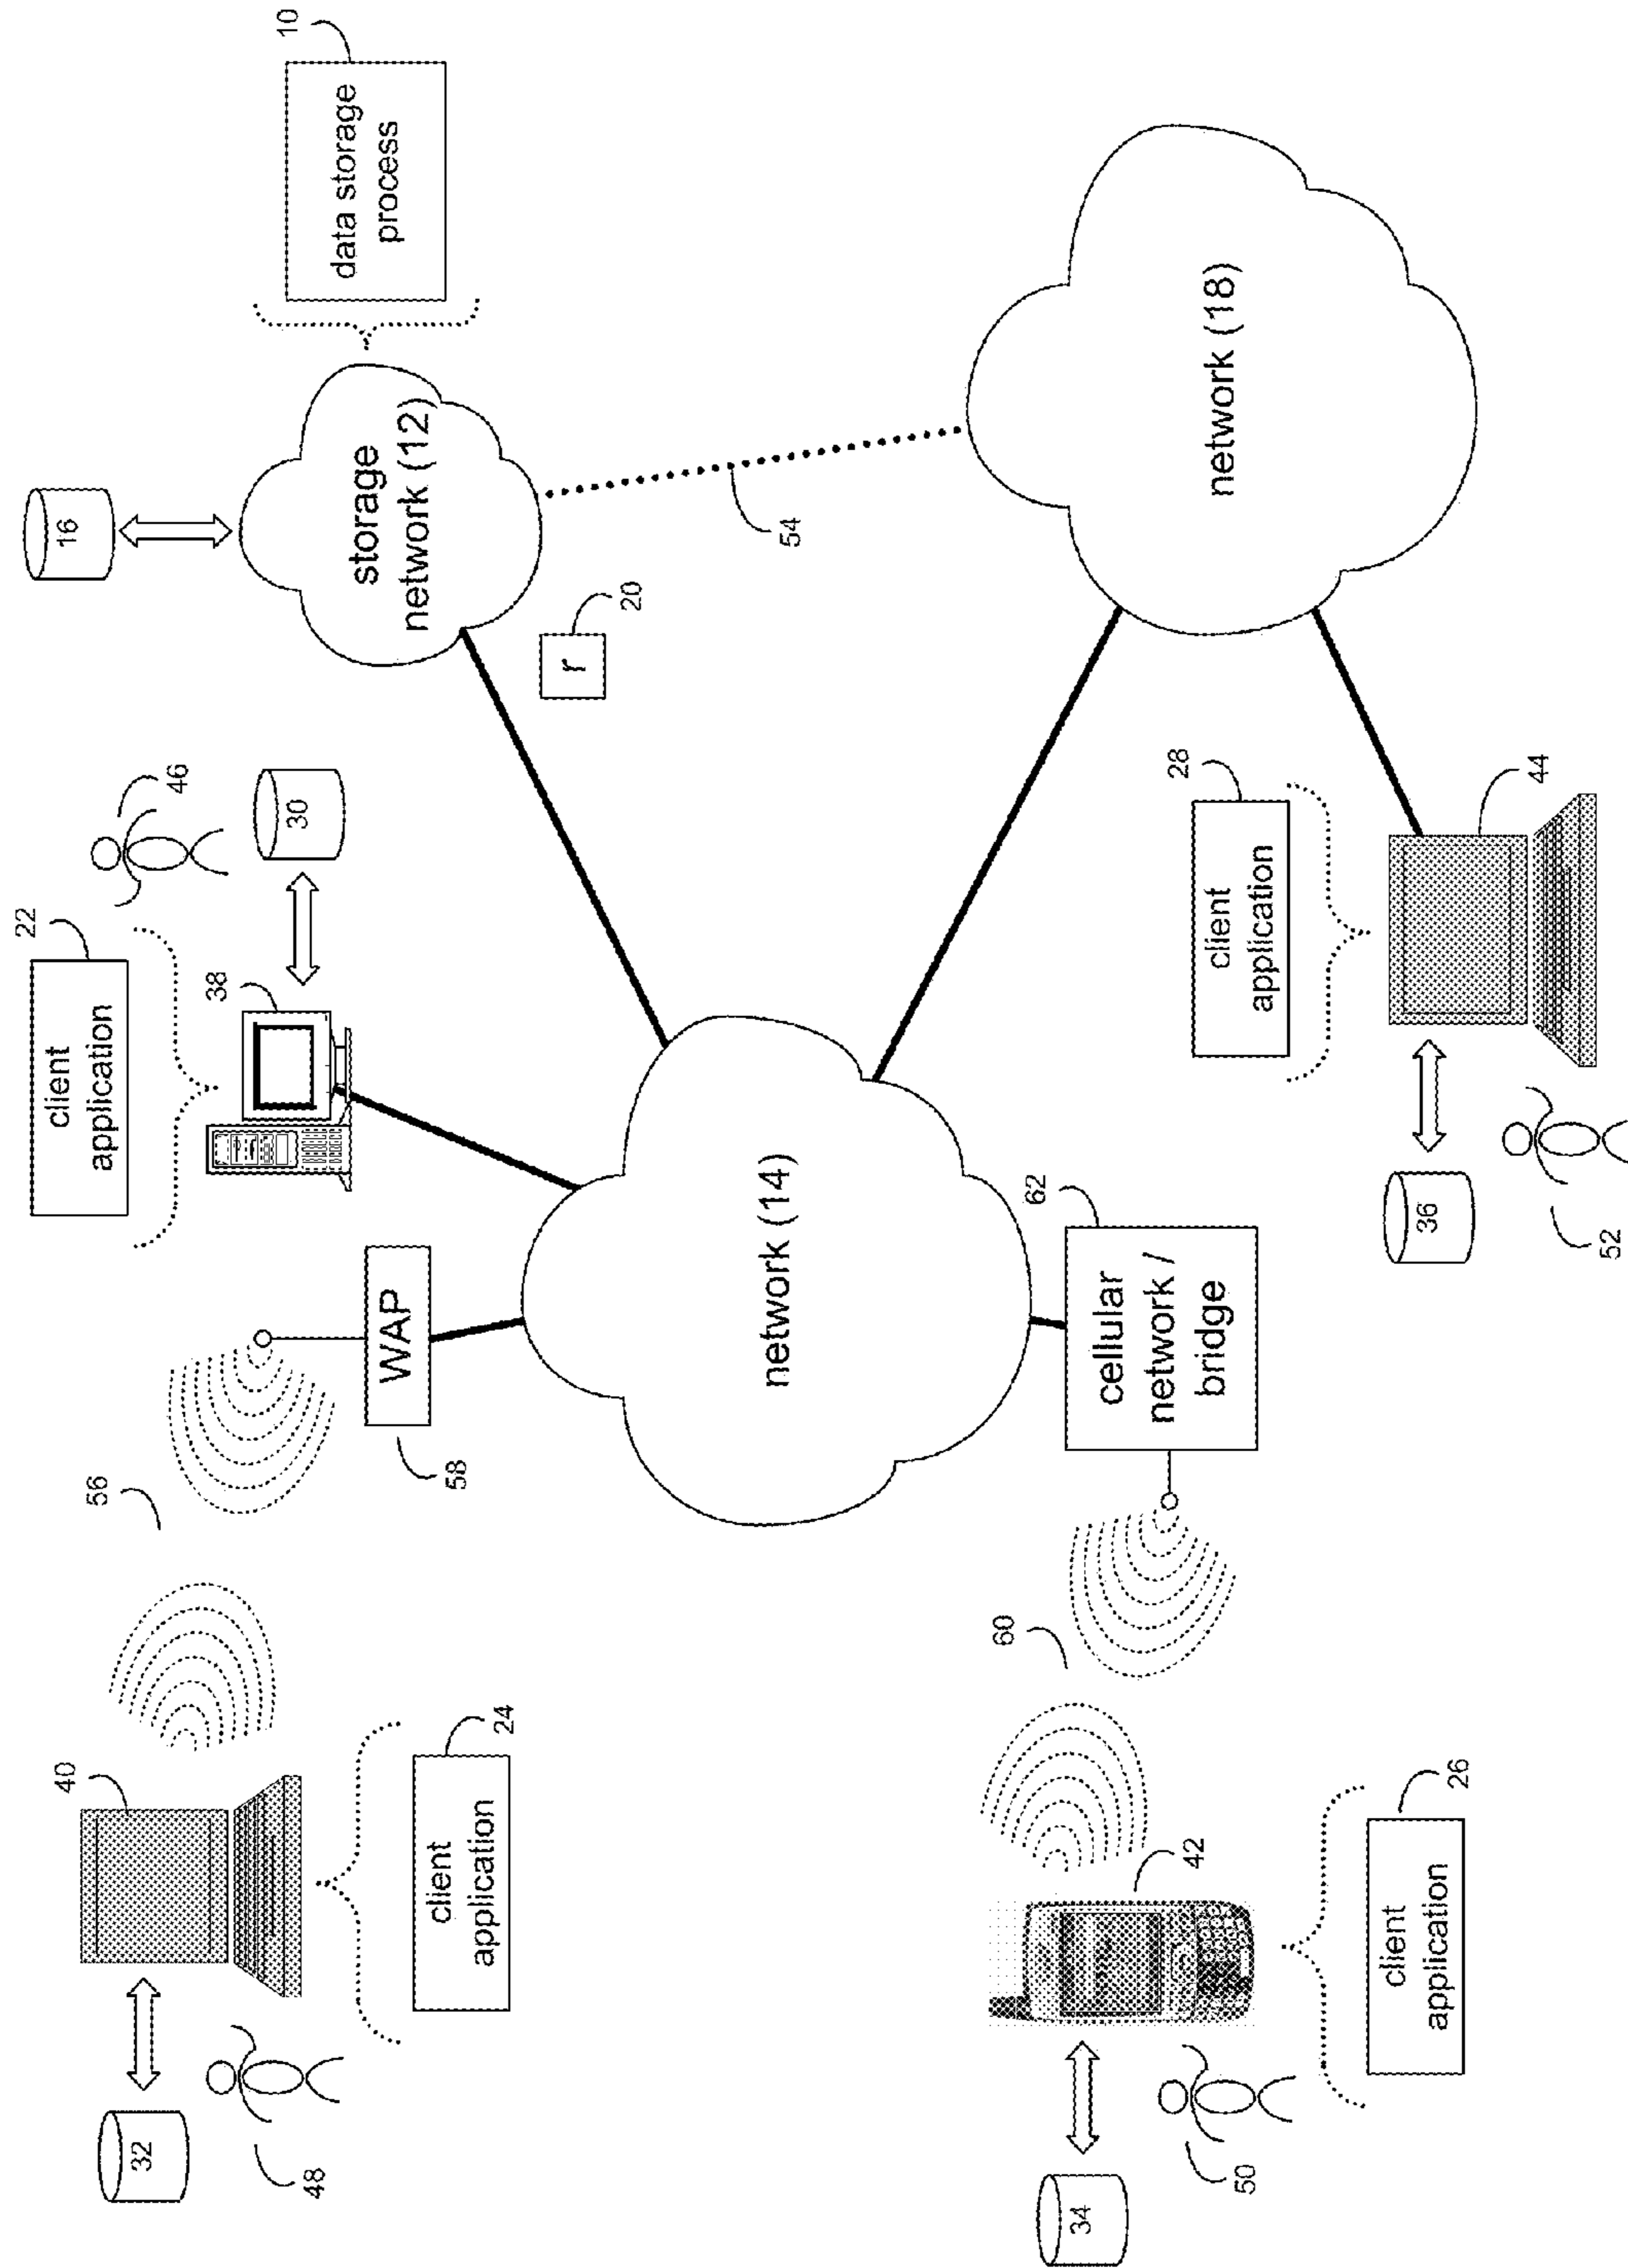 16
10
data storage
process
storage
network (12)
54
r
20
46
30
22
client
application
38
56
WAP
58
40
32
48
24
client
application
network (14)
network (18)
62
cellular
network /
bridge
60
42
34
50
26
client
application
28
client
application
44
36
52